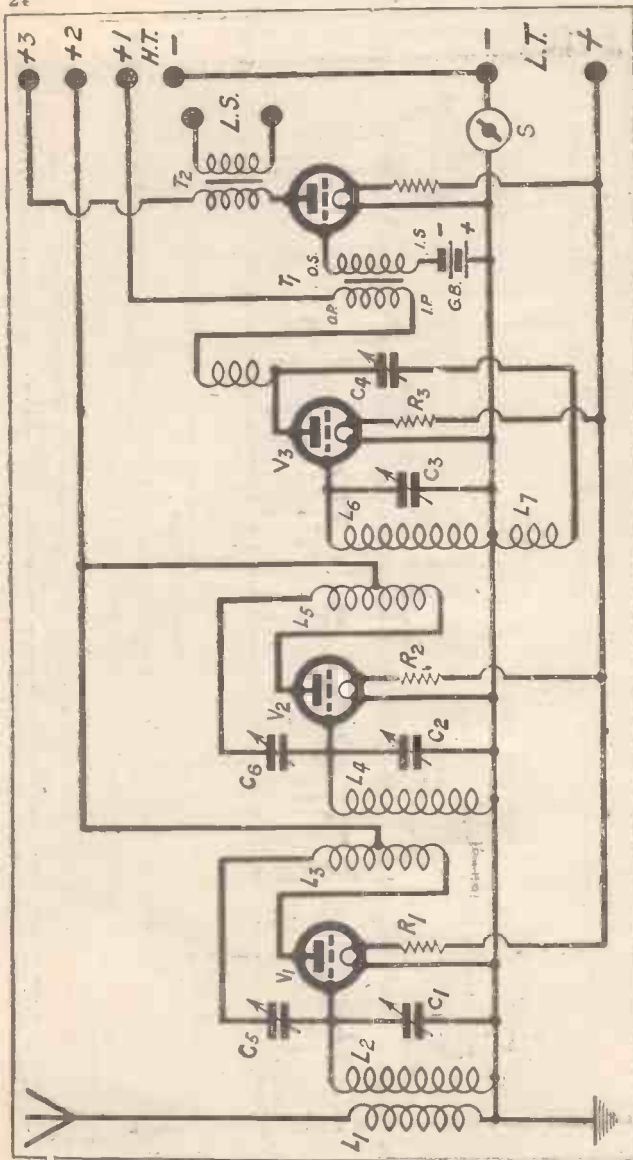 +3
+2
+1
H.T.
-
L.S.
T2
T1
O.S.
O.P.
I.S.
I.P.
-
G.B.
+
C5
C6
L3
L5
V1
V2
V3
C4
L1
L2
C1
R1
L4
C2
R2
L6
C3
R3
L7
S
-
L.T.
+